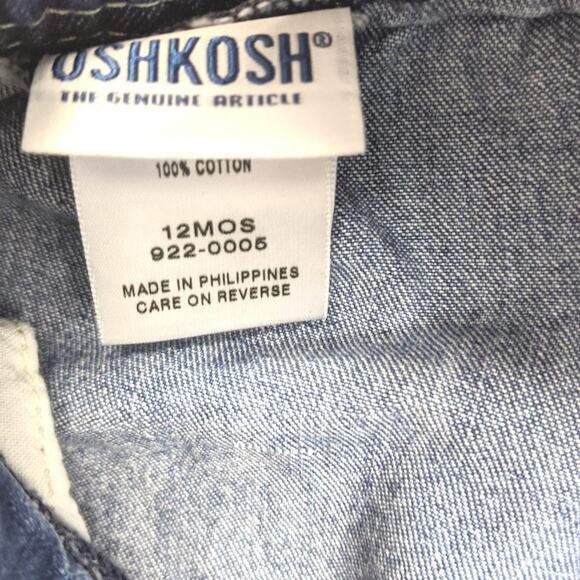 OSHKOSH®
THE GENUINE ARTICLE
100% COTTON
12MOS
922-0005
MADE IN PHILIPPINES
CARE ON REVERSE